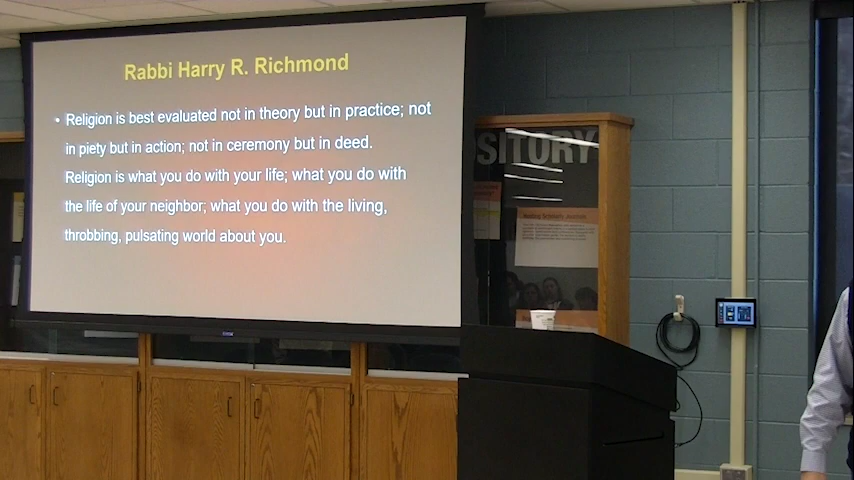 Rabbi Harry R. Richmond
• Religion is best evaluated not in theory but in practice; not
in piety but in action; not in ceremony but in deed.
Religion is what you do with your life; what you do with
the life of your neighbor; what you do with the living,
throbbing, pulsating world about you.
SITORY